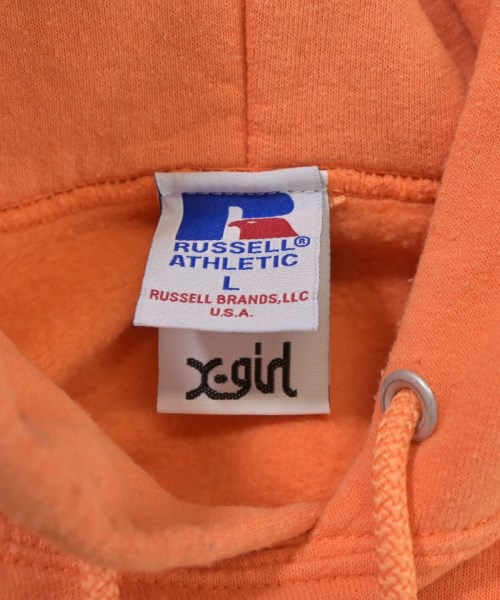 R
RUSSELL®
ATHLETIC
L
RUSSELL BRANDS, LLC
U.S.A.
X-girl